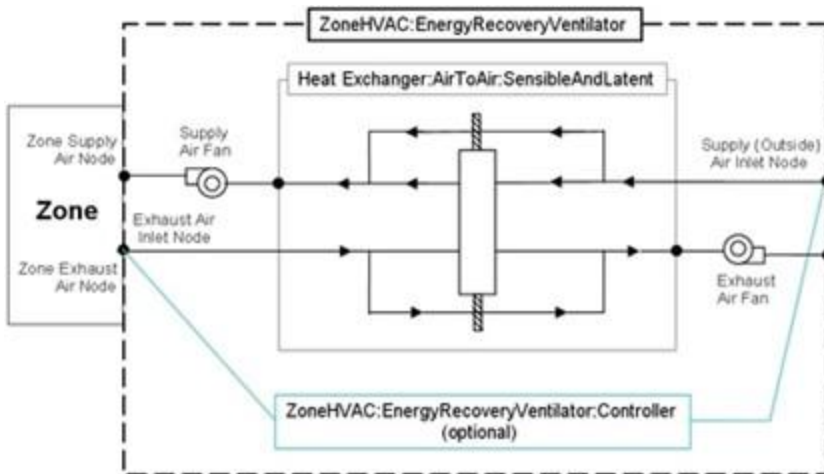 ZoneHVAC:EnergyRecoveryVentilator
Heat Exchanger:AirToAir:SensibleAndLatent
Zone Supply
Air Node
Supply
Air Fan
Supply (Outside)
Air Inlet Node
Zone
Exhaust Air
Inlet Node
Zone Exhaust
Air Node
Exhaust
Air Fan
ZoneHVAC:EnergyRecoveryVentilator:Controller
(optional)